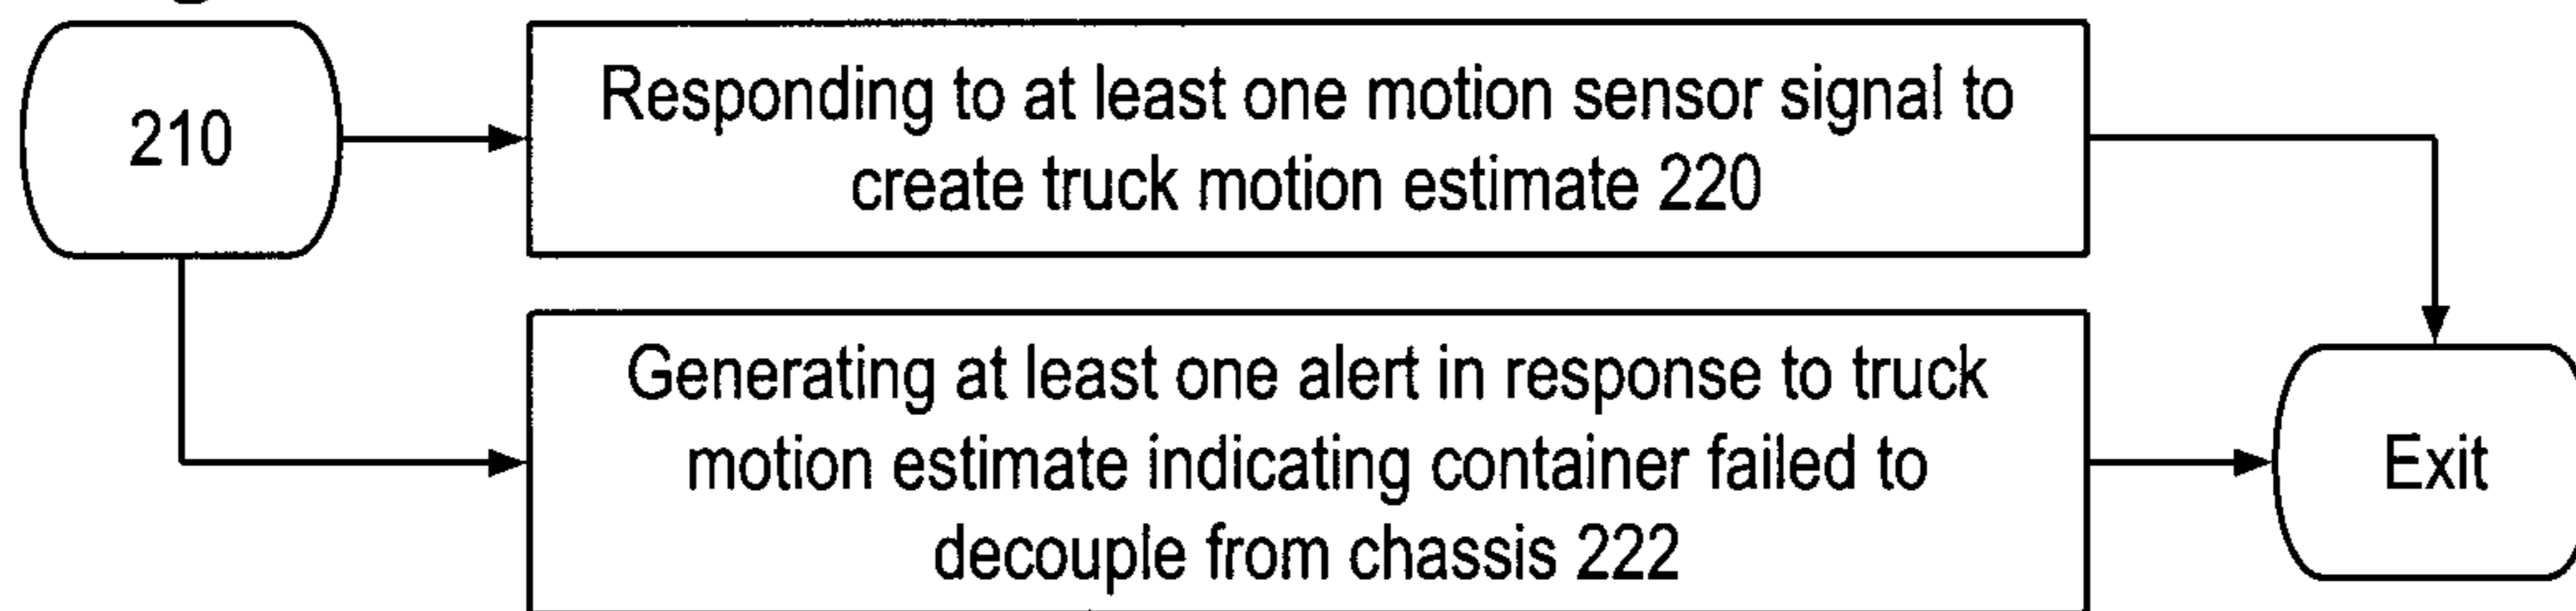 210
Responding to at least one motion sensor signal to
create truck motion estimate 220
Generating at least one alert in response to truck
motion estimate indicating container failed to
decouple from chassis 222
Exit